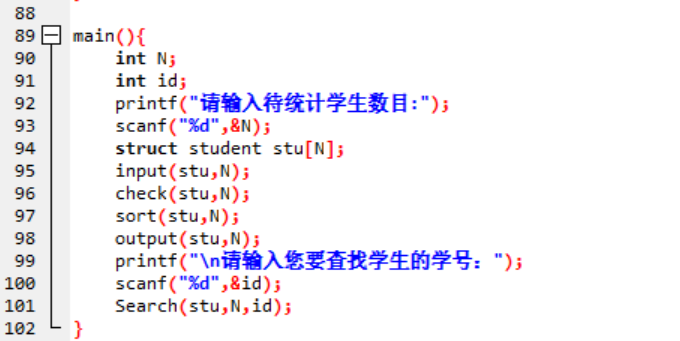 88
89 main(){
90 int N;
91 int id;
92 printf("请输入待统计学生数目:");
93 scanf("%d",&N);
94 struct student stu[N];
95 input(stu,N);
96 check(stu,N);
97 sort(stu,N);
98 output(stu,N);
99 printf("\n请输入您要查找学生的学号：");
100 scanf("%d",&id);
101 Search(stu,N,id);
102 }